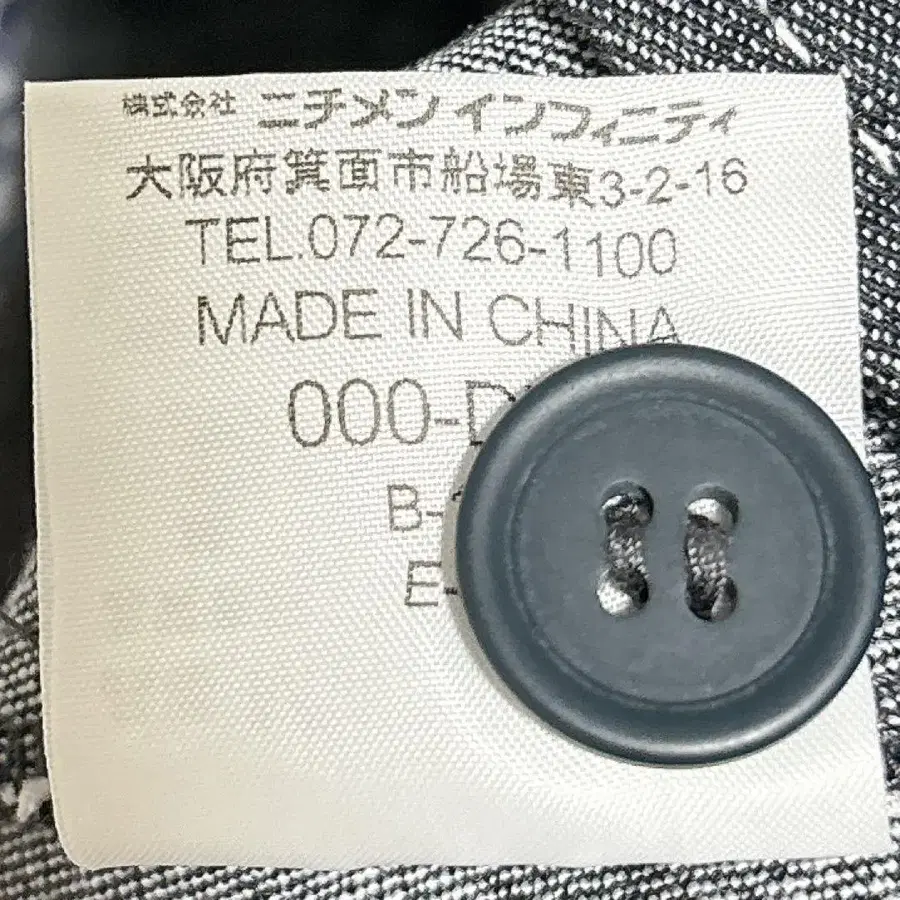 株式会社 ニチメン インフィニティ
大阪府箕面市船場東3-2-16
TEL.072-726-1100
MADE IN CHINA
000-D
B-
E-